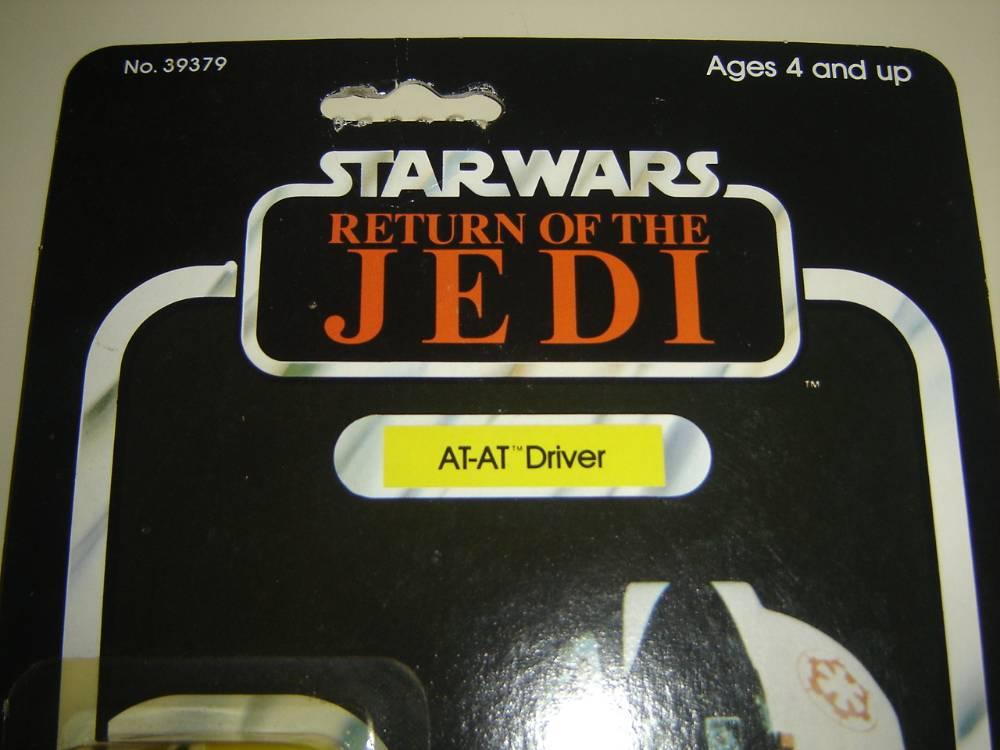 No. 39379
Ages 4 and up
STAR WARS
RETURN OF THE
JEDI
TM
AT-AT™ Driver